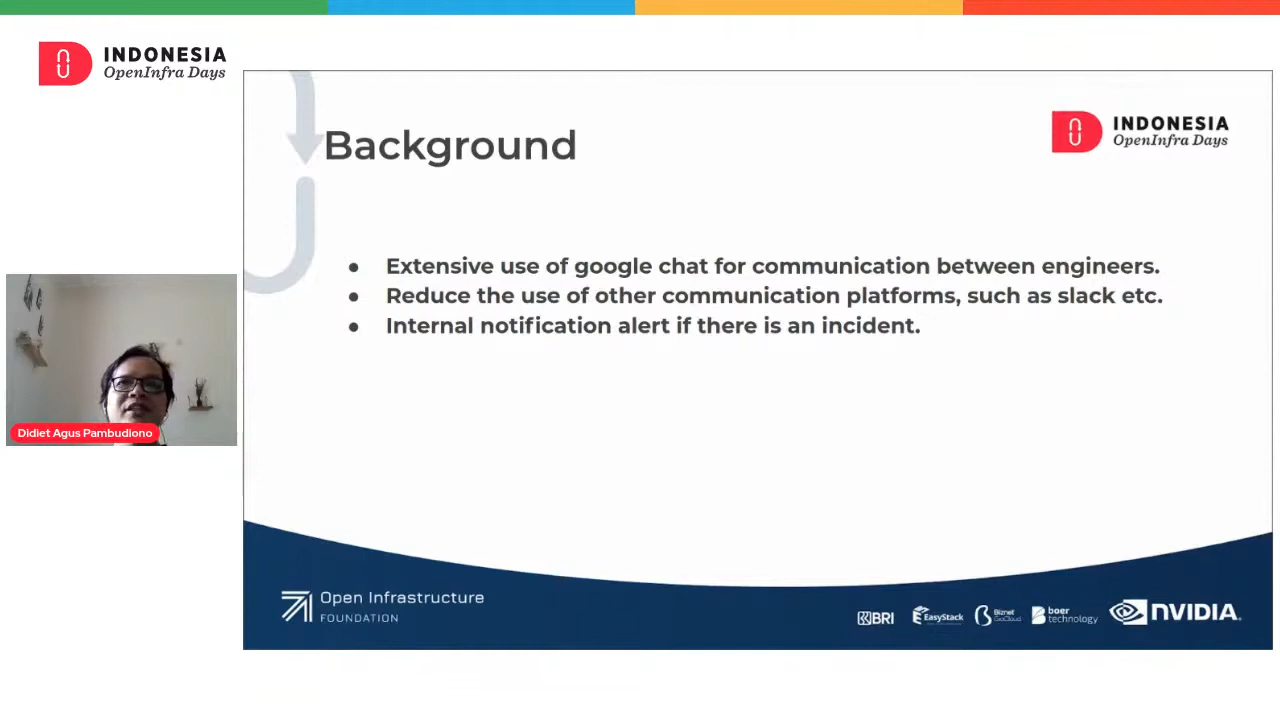 INDONESIA
OpenInfra Days
Background
INDONESIA
OpenInfra Days
● Extensive use of google chat for communication between engineers.
● Reduce the use of other communication platforms, such as slack etc.
● Internal notification alert if there is an incident.
Didiet Agus Pambudiono
Open Infrastructure
FOUNDATION
BRI
EasyStack
Biznet
GioCloud
boer
technology
NVIDIA.